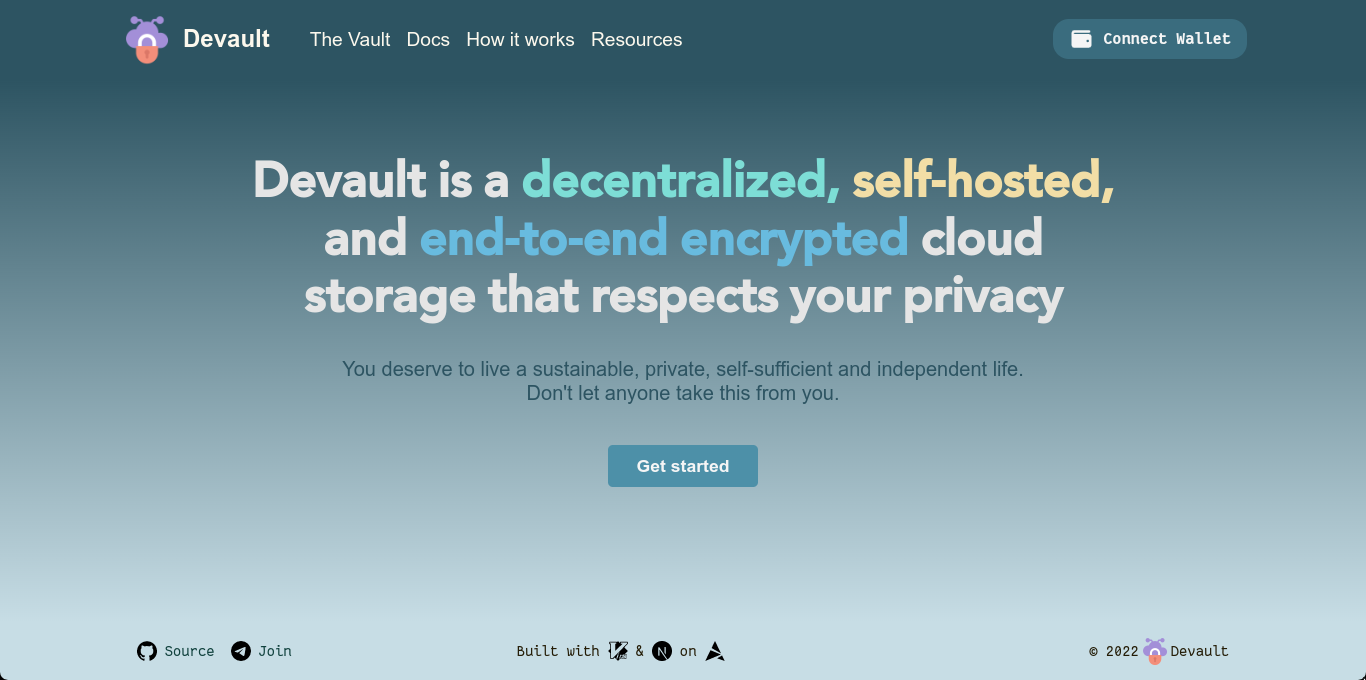 Devault The Vault Docs How it works Resources Connect Wallet
Devault is a decentralized, self-hosted,
and end-to-end encrypted cloud
storage that respects your privacy
You deserve to live a sustainable, private, self-sufficient and independent life.
Don't let anyone take this from you.
Get started
Source Join Built with & N on © 2022 Devault